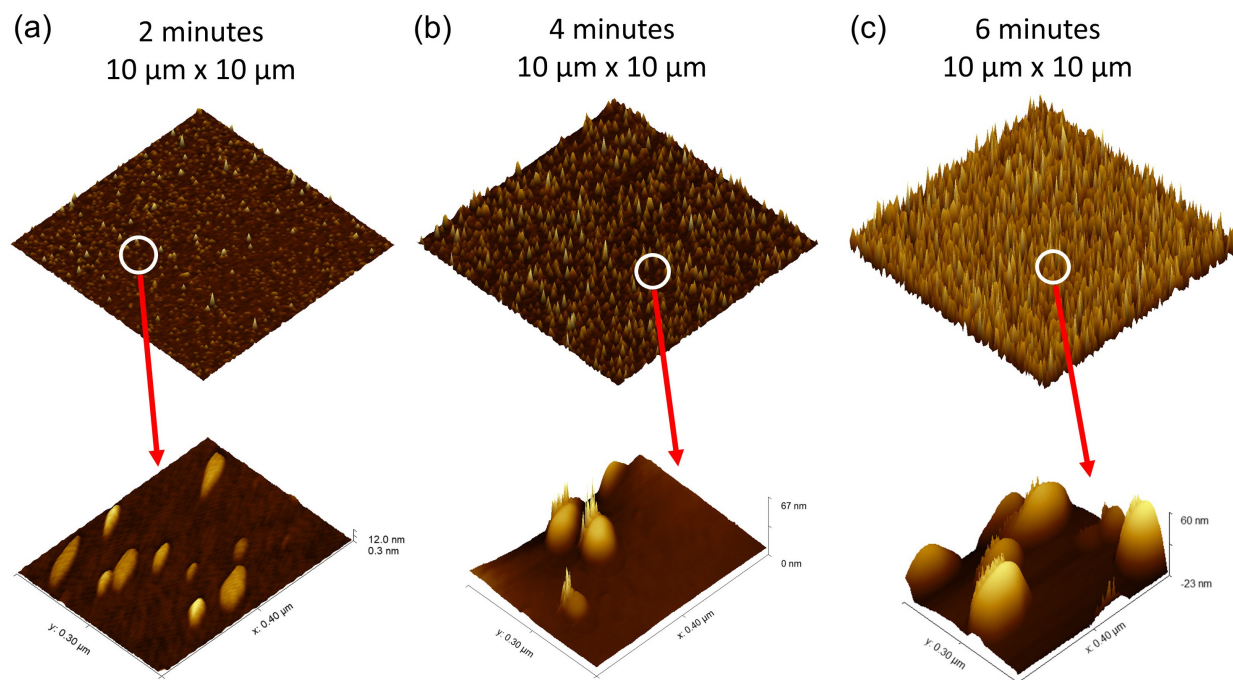 (a)
2 minutes
10 µm x 10 µm
(b)
4 minutes
10 µm x 10 µm
(c)
6 minutes
10 µm x 10 µm
12.0 nm
0.3 nm
y: 0.30 µm
x: 0.40 µm
67 nm
0 nm
y: 0.30 µm
x: 0.40 µm
60 nm
-23 nm
y: 0.30 µm
x: 0.40 µm